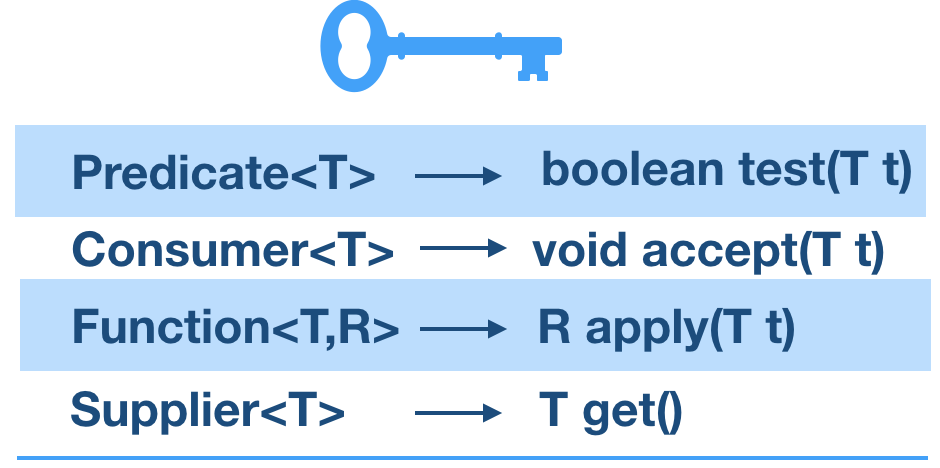 Predicate<T> → boolean test(T t)
Consumer<T> → void accept(T t)
Function<T,R> → R apply(T t)
Supplier<T> → T get()